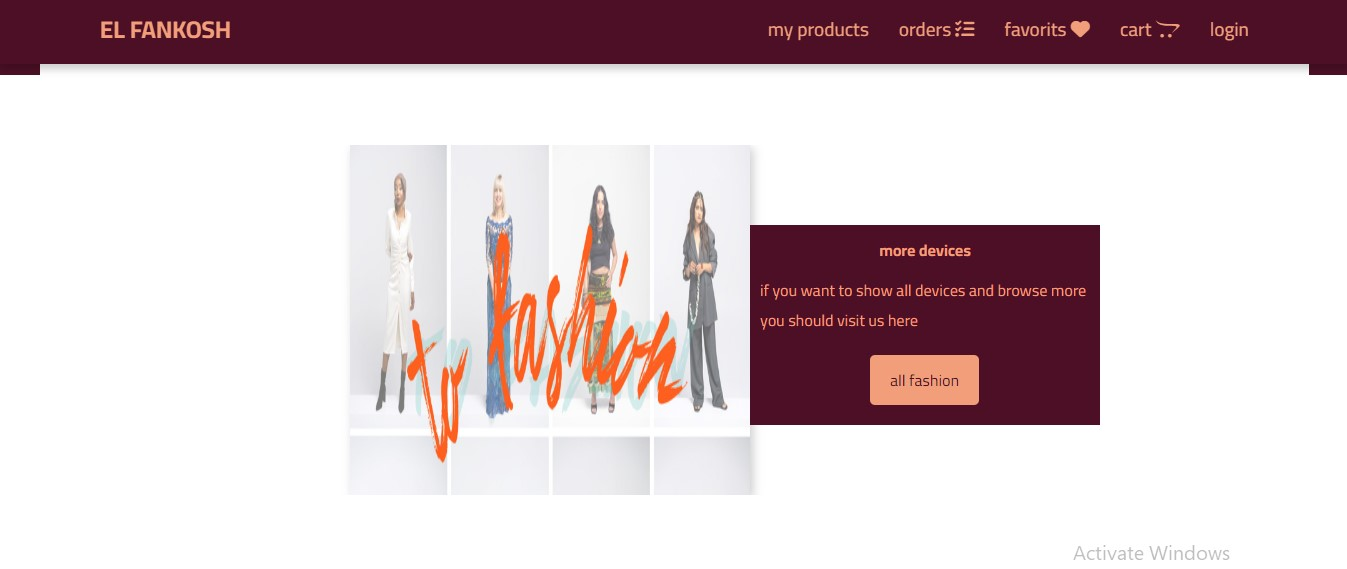 EL FANKOSH
my products orders favorits cart login
to fashion
more devices
if you want to show all devices and browse more
you should visit us here
all fashion
Activate Windows